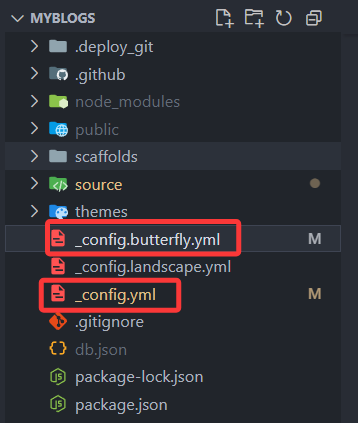 MYBLOGS
.deploy_git
.github
node_modules
public
scaffolds
source
themes
_config.butterfly.yml M
_config.landscape.yml
_config.yml M
.gitignore
db.json
package-lock.json
package.json